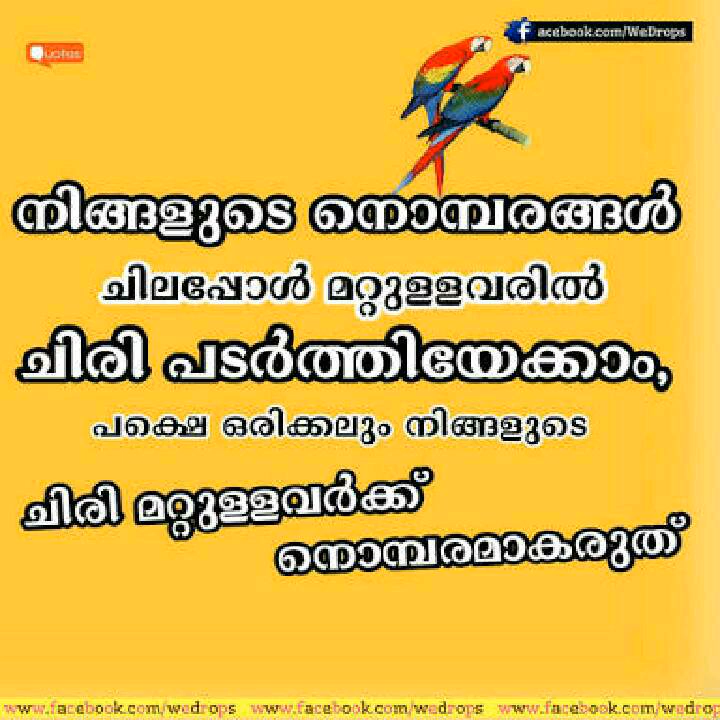 facebook.com/WeDrops
Quotes
നിങ്ങളുടെ നൊമ്പരങ്ങൾ
ചിലപ്പോൾ മറ്റുള്ളവരിൽ
ചിരി പടർത്തിയേക്കാം,
പക്ഷെ ഒരിക്കലും നിങ്ങളുടെ
ചിരി മറ്റുള്ളവർക്ക്
നൊമ്പരമാകരുത്
www.facebook.com/wedrops www.facebook.com/wedrops www.facebook.com/wedrop